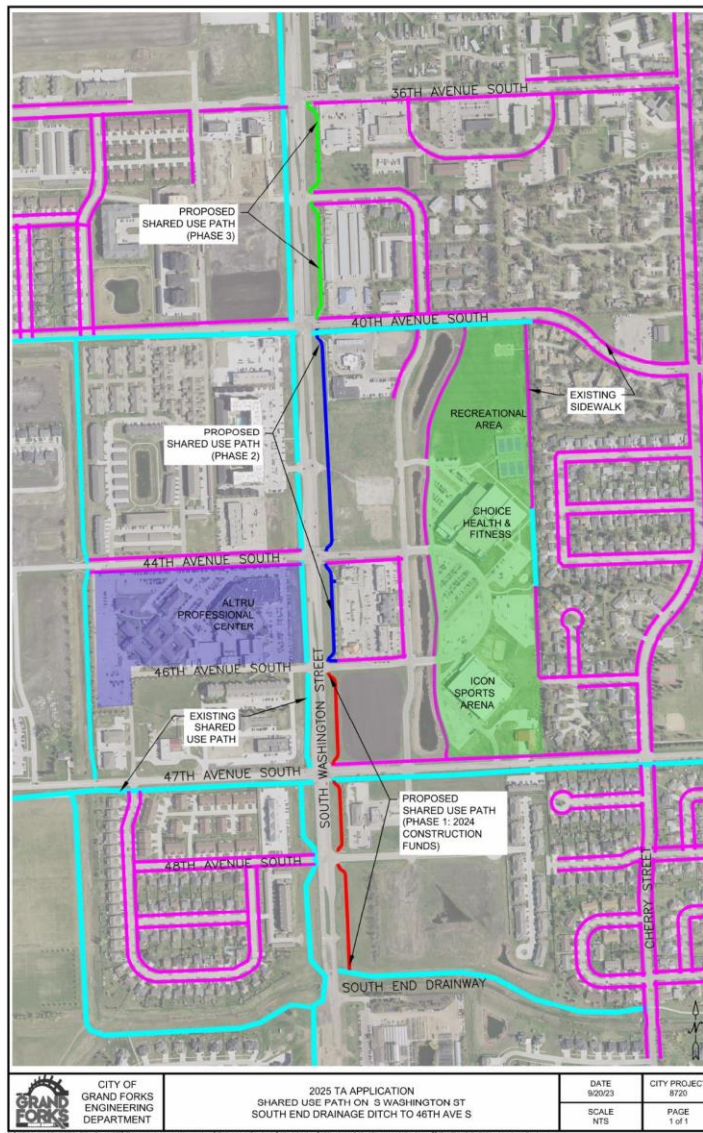 36TH AVENUE SOUTH
PROPOSED
SHARED USE PATH
(PHASE 3)
40TH AVENUE SOUTH
EXISTING
SIDEWALK
RECREATIONAL
AREA
PROPOSED
SHARED USE PATH
(PHASE 2)
CHOICE
HEALTH &
FITNESS
44TH AVENUE SOUTH
ALTRU
PROFESSIONAL
CENTER
46TH AVENUE SOUTH
ICON
SPORTS
ARENA
SOUTH WASHINGTON STREET
EXISTING
SHARED
USE PATH
47TH AVENUE SOUTH
PROPOSED
SHARED USE PATH
(PHASE 1: 2024
CONSTRUCTION
FUNDS)
48TH AVENUE SOUTH
CHERRY STREET
SOUTH END DRAINWAY
N
GRAND
FORKS
CITY OF
GRAND FORKS
ENGINEERING
DEPARTMENT
2025 TA APPLICATION
SHARED USE PATH ON S WASHINGTON ST
SOUTH END DRAINAGE DITCH TO 46TH AVE S
DATE
9/20/23
CITY PROJECT
8720
SCALE
NTS
PAGE
1 of 1